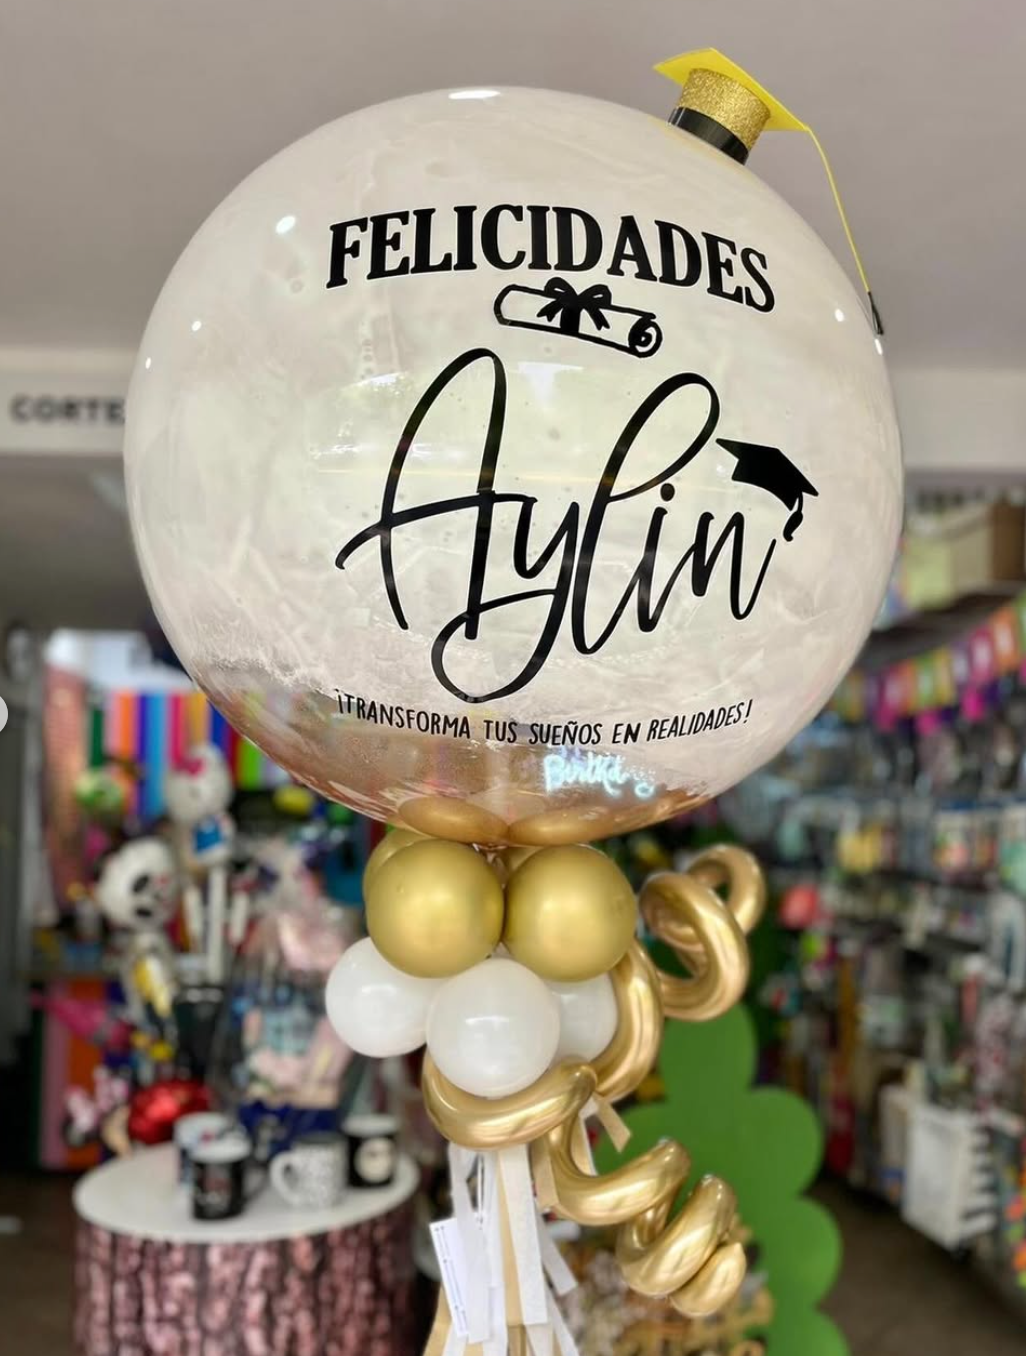 CORTE
FELICIDADES
Aylin
¡TRANSFORMA TUS SUEÑOS EN REALIDADES!